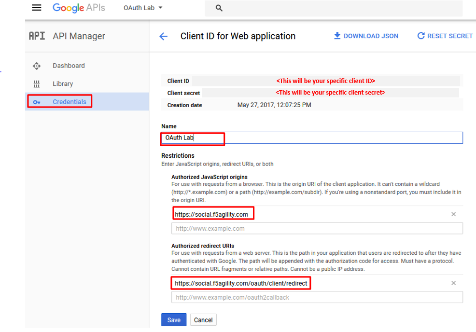 Google APIs OAuth Lab
API API Manager
Client ID for Web application DOWNLOAD JSON RESET SECRET
Dashboard
Library
Credentials
Client ID <This will be your specific client ID>
Client secret <This will be your specific client secret>
Creation date May 27, 2017, 12:07:25 PM
Name
OAuth Lab
Restrictions
Enter JavaScript origins, redirect URIs, or both
Authorized JavaScript origins
For use with requests from a browser. This is the origin URI of the client application. It can't contain a wildcard
(http://*.example.com) or a path (http://example.com/subdir). If you're using a nonstandard port, you must include it
in the origin URI.
https://social.f5agility.com
http://www.example.com
Authorized redirect URIs
For use with requests from a web server. This is the path in your application that users are redirected to after they have
authenticated with Google. The path will be appended with the authorization code for access. Must have a protocol.
Cannot contain URL fragments or relative paths. Cannot be a public IP address.
https://social.f5agility.com/oauth/client/redirect
http://www.example.com/oauth2callback
Save Cancel